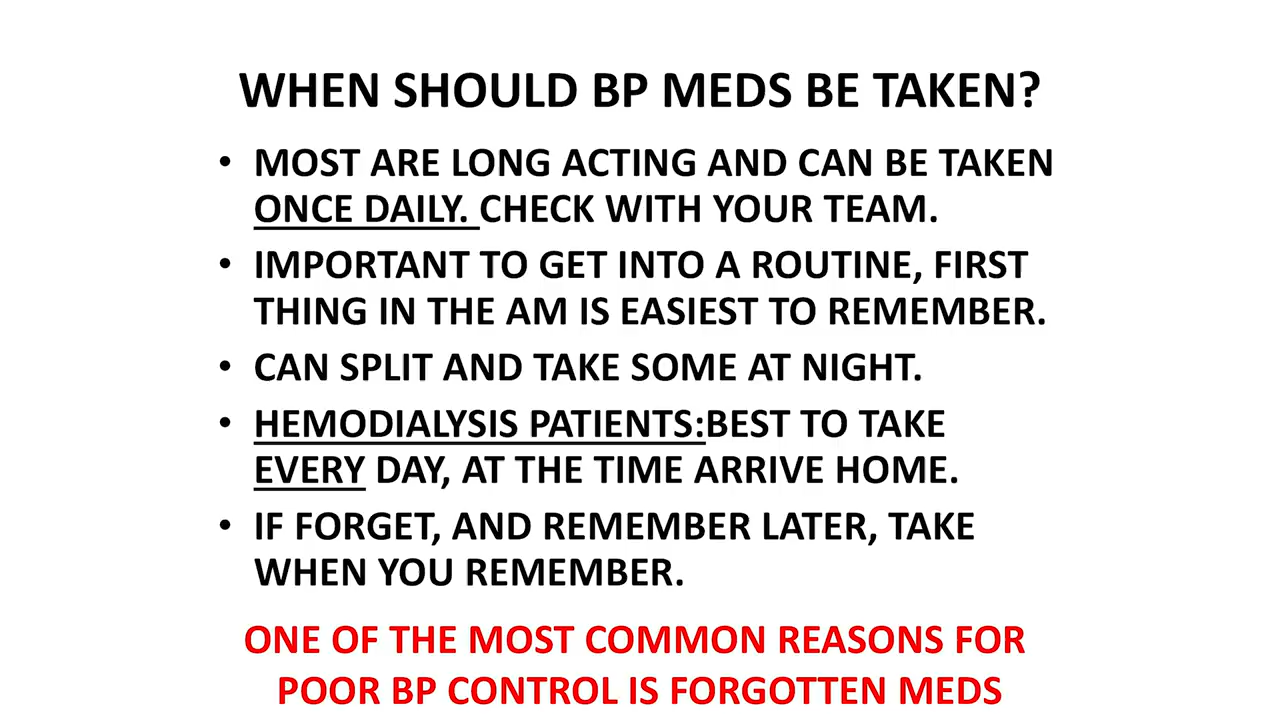 WHEN SHOULD BP MEDS BE TAKEN?
• MOST ARE LONG ACTING AND CAN BE TAKEN
ONCE DAILY. CHECK WITH YOUR TEAM.
• IMPORTANT TO GET INTO A ROUTINE, FIRST
THING IN THE AM IS EASIEST TO REMEMBER.
• CAN SPLIT AND TAKE SOME AT NIGHT.
• HEMODIALYSIS PATIENTS:BEST TO TAKE
EVERY DAY, AT THE TIME ARRIVE HOME.
• IF FORGET, AND REMEMBER LATER, TAKE
WHEN YOU REMEMBER.
ONE OF THE MOST COMMON REASONS FOR
POOR BP CONTROL IS FORGOTTEN MEDS